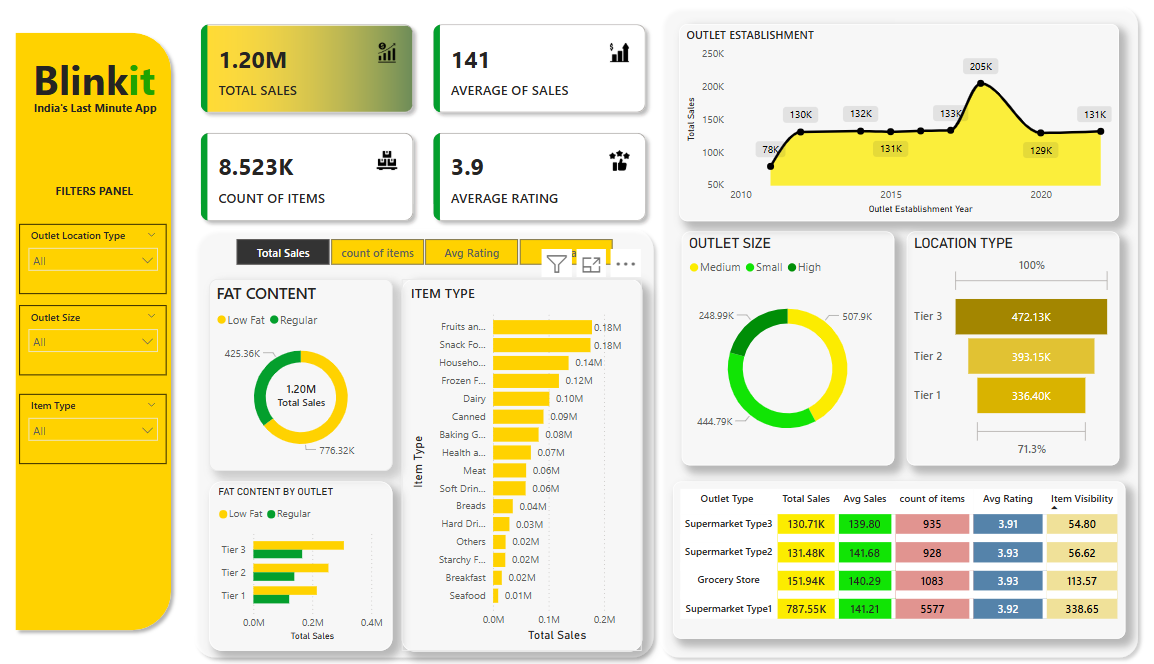 Blinkit
India's Last Minute App
FILTERS PANEL
Outlet Location Type
All
Outlet Size
All
Item Type
All
1.20M
TOTAL SALES
141
AVERAGE OF SALES
8.523K
COUNT OF ITEMS
3.9
AVERAGE RATING
Total Sales count of items Avg Rating
FAT CONTENT
Low Fat Regular
425.36K
1.20M
Total Sales
776.32K
FAT CONTENT BY OUTLET
Low Fat Regular
Tier 3
Tier 2
Tier 1
0.0M 0.2M 0.4M
Total Sales
ITEM TYPE
Item Type
Fruits an... 0.18M
Snack Fo... 0.18M
Househo... 0.14M
Frozen F... 0.12M
Dairy 0.10M
Canned 0.09M
Baking G... 0.08M
Health a... 0.07M
Meat 0.06M
Soft Drin... 0.06M
Breads 0.04M
Hard Dri... 0.03M
Others 0.02M
Starchy F... 0.02M
Breakfast 0.02M
Seafood 0.01M
0.0M 0.1M 0.2M
Total Sales
OUTLET ESTABLISHMENT
Total Sales
250K
200K
150K
100K
50K
78K
130K
132K
131K
133K
205K
129K
131K
2010 2015 2020
Outlet Establishment Year
OUTLET SIZE
Medium Small High
248.99K
507.9K
444.79K
LOCATION TYPE
100%
Tier 3 472.13K
Tier 2 393.15K
Tier 1 336.40K
71.3%
Outlet Type Total Sales Avg Sales count of items Avg Rating Item Visibility
Supermarket Type3 130.71K 139.80 935 3.91 54.80
Supermarket Type2 131.48K 141.68 928 3.93 56.62
Grocery Store 151.94K 140.29 1083 3.93 113.57
Supermarket Type1 787.55K 141.21 5577 3.92 338.65